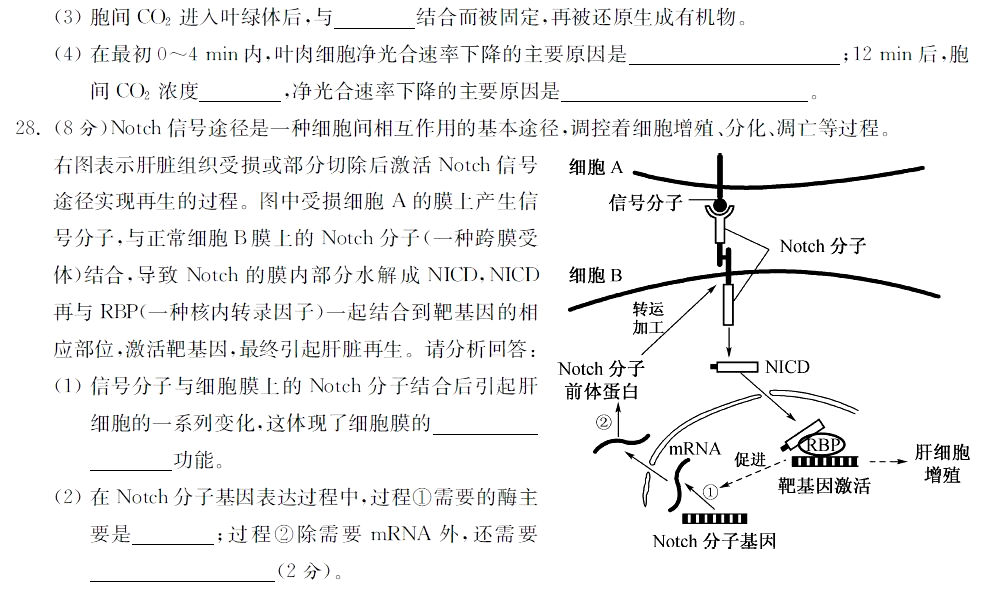 (3) 胞间 CO₂ 进入叶绿体后,与________结合而被固定,再被还原生成有机物。
(4) 在最初 0～4 min 内,叶肉细胞净光合速率下降的主要原因是____________________;12 min 后,胞
间 CO₂ 浓度________,净光合速率下降的主要原因是________________________。
28. (8 分)Notch 信号途径是一种细胞间相互作用的基本途径,调控着细胞增殖、分化、凋亡等过程。
右图表示肝脏组织受损或部分切除后激活 Notch 信号
途径实现再生的过程。图中受损细胞 A 的膜上产生信
号分子,与正常细胞 B 膜上的 Notch 分子(一种跨膜受
体)结合,导致 Notch 的膜内部分水解成 NICD,NICD
再与 RBP(一种核内转录因子)一起结合到靶基因的相
应部位,激活靶基因,最终引起肝脏再生。请分析回答:
(1) 信号分子与细胞膜上的 Notch 分子结合后引起肝
细胞的一系列变化,这体现了细胞膜的__________
________功能。
(2) 在 Notch 分子基因表达过程中,过程①需要的酶主
要是________;过程②除需要 mRNA 外,还需要
__________________(2 分)。
细胞 A
信号分子
Notch 分子
细胞 B
转运
加工
Notch 分子
前体蛋白
NICD
②
mRNA
促进
RBP
肝细胞
增殖
①
靶基因激活
Notch 分子基因